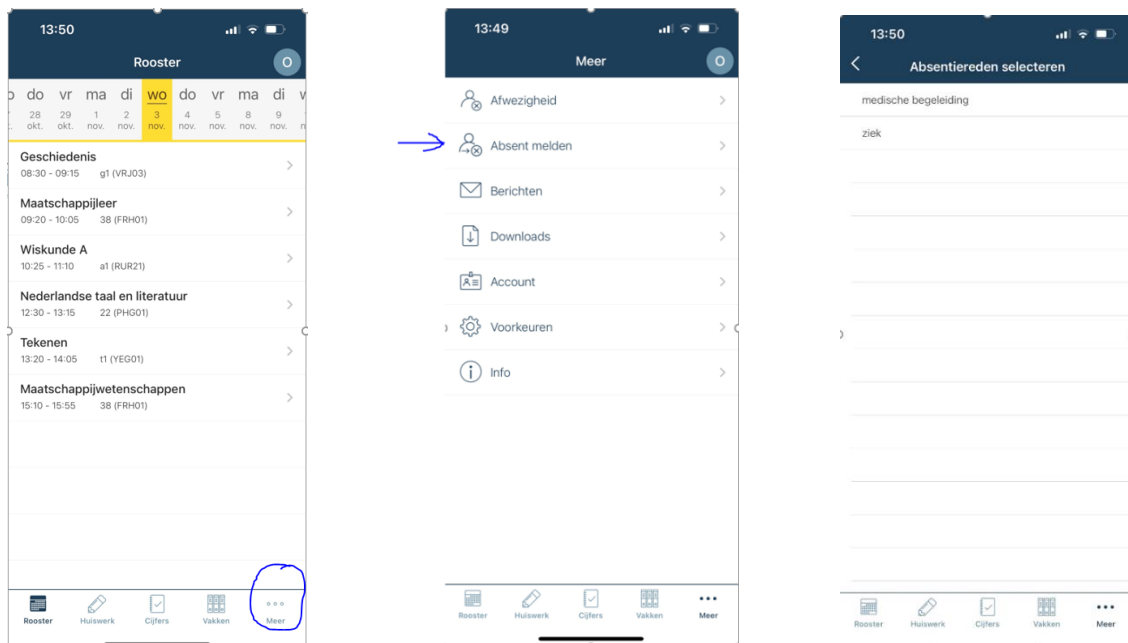 13:50
Rooster
O
do vr ma di wo do vr ma di
28 29 1 2 3 4 5 8 9
okt. okt. nov. nov. nov. nov. nov. nov. nov.
Geschiedenis
08:30 - 09:15 g1 (VRJ03)
Maatschappijleer
09:20 - 10:05 38 (FRH01)
Wiskunde A
10:25 - 11:10 a1 (RUR21)
Nederlandse taal en literatuur
12:30 - 13:15 22 (PHG01)
Tekenen
13:20 - 14:05 t1 (YEG01)
Maatschappijwetenschappen
15:10 - 15:55 38 (FRH01)
Rooster Huiswerk Cijfers Vakken Meer
13:49
Meer
O
Afwezigheid
Absent melden
Berichten
Downloads
Account
Voorkeuren
Info
Rooster Huiswerk Cijfers Vakken Meer
13:50
Absentiereden selecteren
medische begeleiding
ziek
Rooster Huiswerk Cijfers Vakken Meer